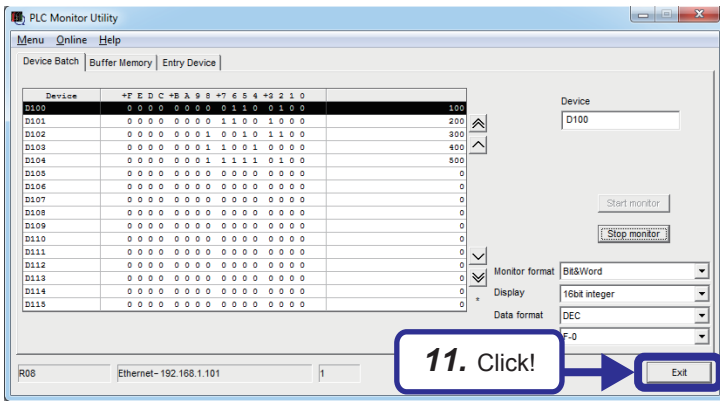 PLC Monitor Utility
Menu Online Help
Device Batch Buffer Memory Entry Device
Device +F E D C +B A 9 8 +7 6 5 4 +3 2 1 0
D100 0 0 0 0 0 0 0 0 0 1 1 0 0 1 0 0 100
D101 0 0 0 0 0 0 0 0 1 1 0 0 1 0 0 0 200
D102 0 0 0 0 0 0 0 1 0 0 1 0 1 1 0 0 300
D103 0 0 0 0 0 0 0 1 1 0 0 1 0 0 0 0 400
D104 0 0 0 0 0 0 0 1 1 1 1 1 0 1 0 0 500
D105 0 0 0 0 0 0 0 0 0 0 0 0 0 0 0 0 0
D106 0 0 0 0 0 0 0 0 0 0 0 0 0 0 0 0 0
D107 0 0 0 0 0 0 0 0 0 0 0 0 0 0 0 0 0
D108 0 0 0 0 0 0 0 0 0 0 0 0 0 0 0 0 0
D109 0 0 0 0 0 0 0 0 0 0 0 0 0 0 0 0 0
D110 0 0 0 0 0 0 0 0 0 0 0 0 0 0 0 0 0
D111 0 0 0 0 0 0 0 0 0 0 0 0 0 0 0 0 0
D112 0 0 0 0 0 0 0 0 0 0 0 0 0 0 0 0 0
D113 0 0 0 0 0 0 0 0 0 0 0 0 0 0 0 0 0
D114 0 0 0 0 0 0 0 0 0 0 0 0 0 0 0 0 0
D115 0 0 0 0 0 0 0 0 0 0 0 0 0 0 0 0 0
*
Device
D100
Start monitor
Stop monitor
Monitor format Bit&Word
Display 16bit integer
Data format DEC
F-0
11. Click!
R08 Ethernet- 192.168.1.101 1 Exit